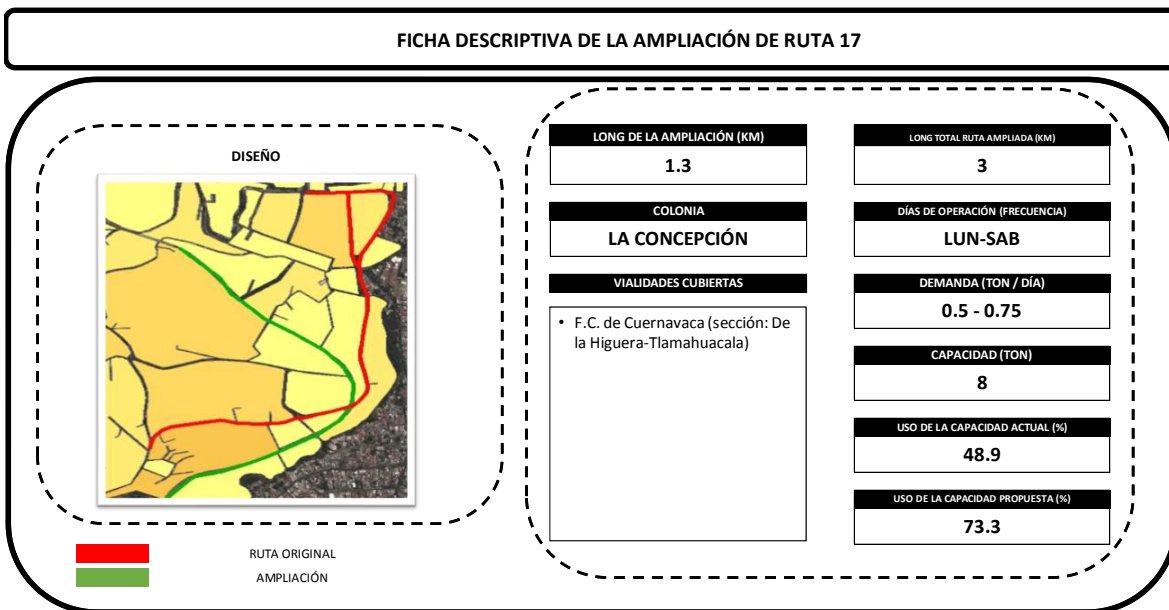 FICHA DESCRIPTIVA DE LA AMPLIACIÓN DE RUTA 17
DISEÑO
RUTA ORIGINAL
AMPLIACIÓN
LONG DE LA AMPLIACIÓN (KM)
1.3
COLONIA
LA CONCEPCIÓN
VIALIDADES CUBIERTAS
• F.C. de Cuernavaca (sección: De
la Higuera-Tlamahuacala)
LONG TOTAL RUTA AMPLIADA (KM)
3
DÍAS DE OPERACIÓN (FRECUENCIA)
LUN-SAB
DEMANDA (TON / DÍA)
0.5 - 0.75
CAPACIDAD (TON)
8
USO DE LA CAPACIDAD ACTUAL (%)
48.9
USO DE LA CAPACIDAD PROPUESTA (%)
73.3